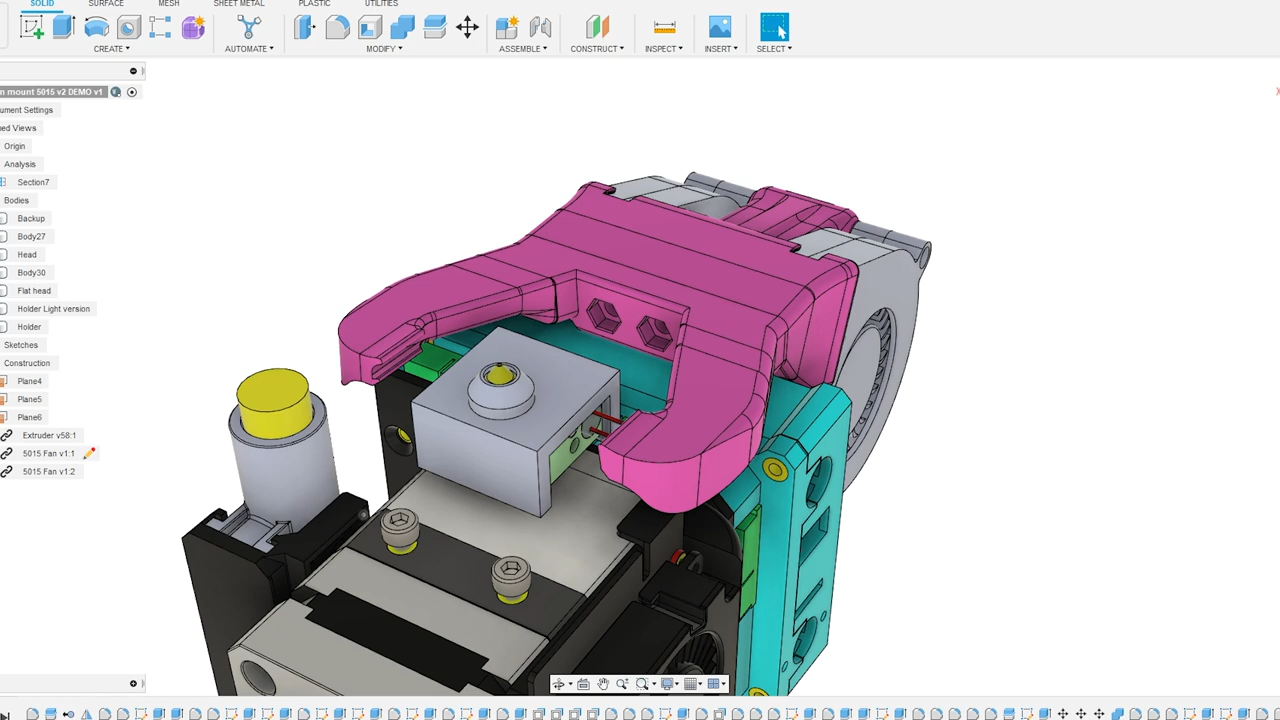 SOLID SURFACE MESH SHEET METAL PLASTIC UTILITIES
CREATE AUTOMATE MODIFY ASSEMBLE CONSTRUCT INSPECT INSERT SELECT
n mount 5015 v2 DEMO v1
ument Settings
ed Views
Origin
Analysis
Section7
Bodies
Backup
Body27
Head
Body30
Flat head
Holder Light version
Holder
Sketches
Construction
Plane4
Plane5
Plane6
Extruder v58:1
5015 Fan v1:1
5015 Fan v1:2